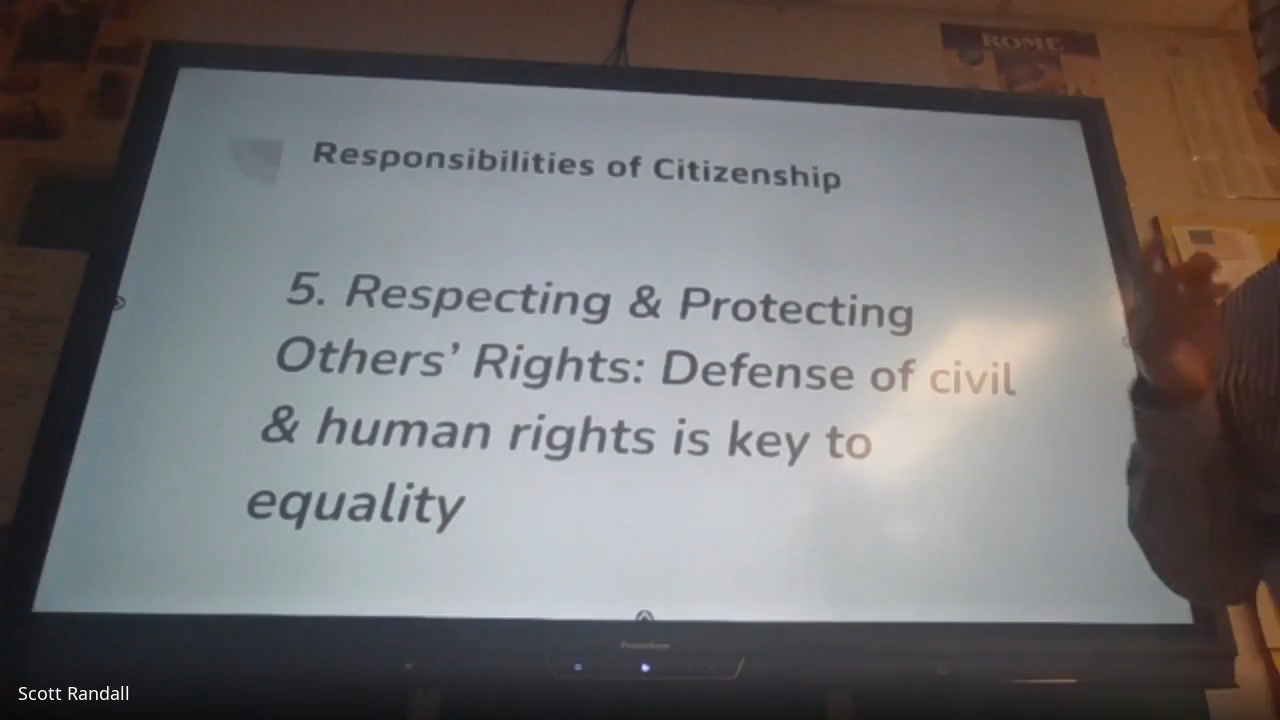 ROME
Responsibilities of Citizenship
5. Respecting & Protecting
Others’ Rights: Defense of civil
& human rights is key to
equality
Promethean
Scott Randall